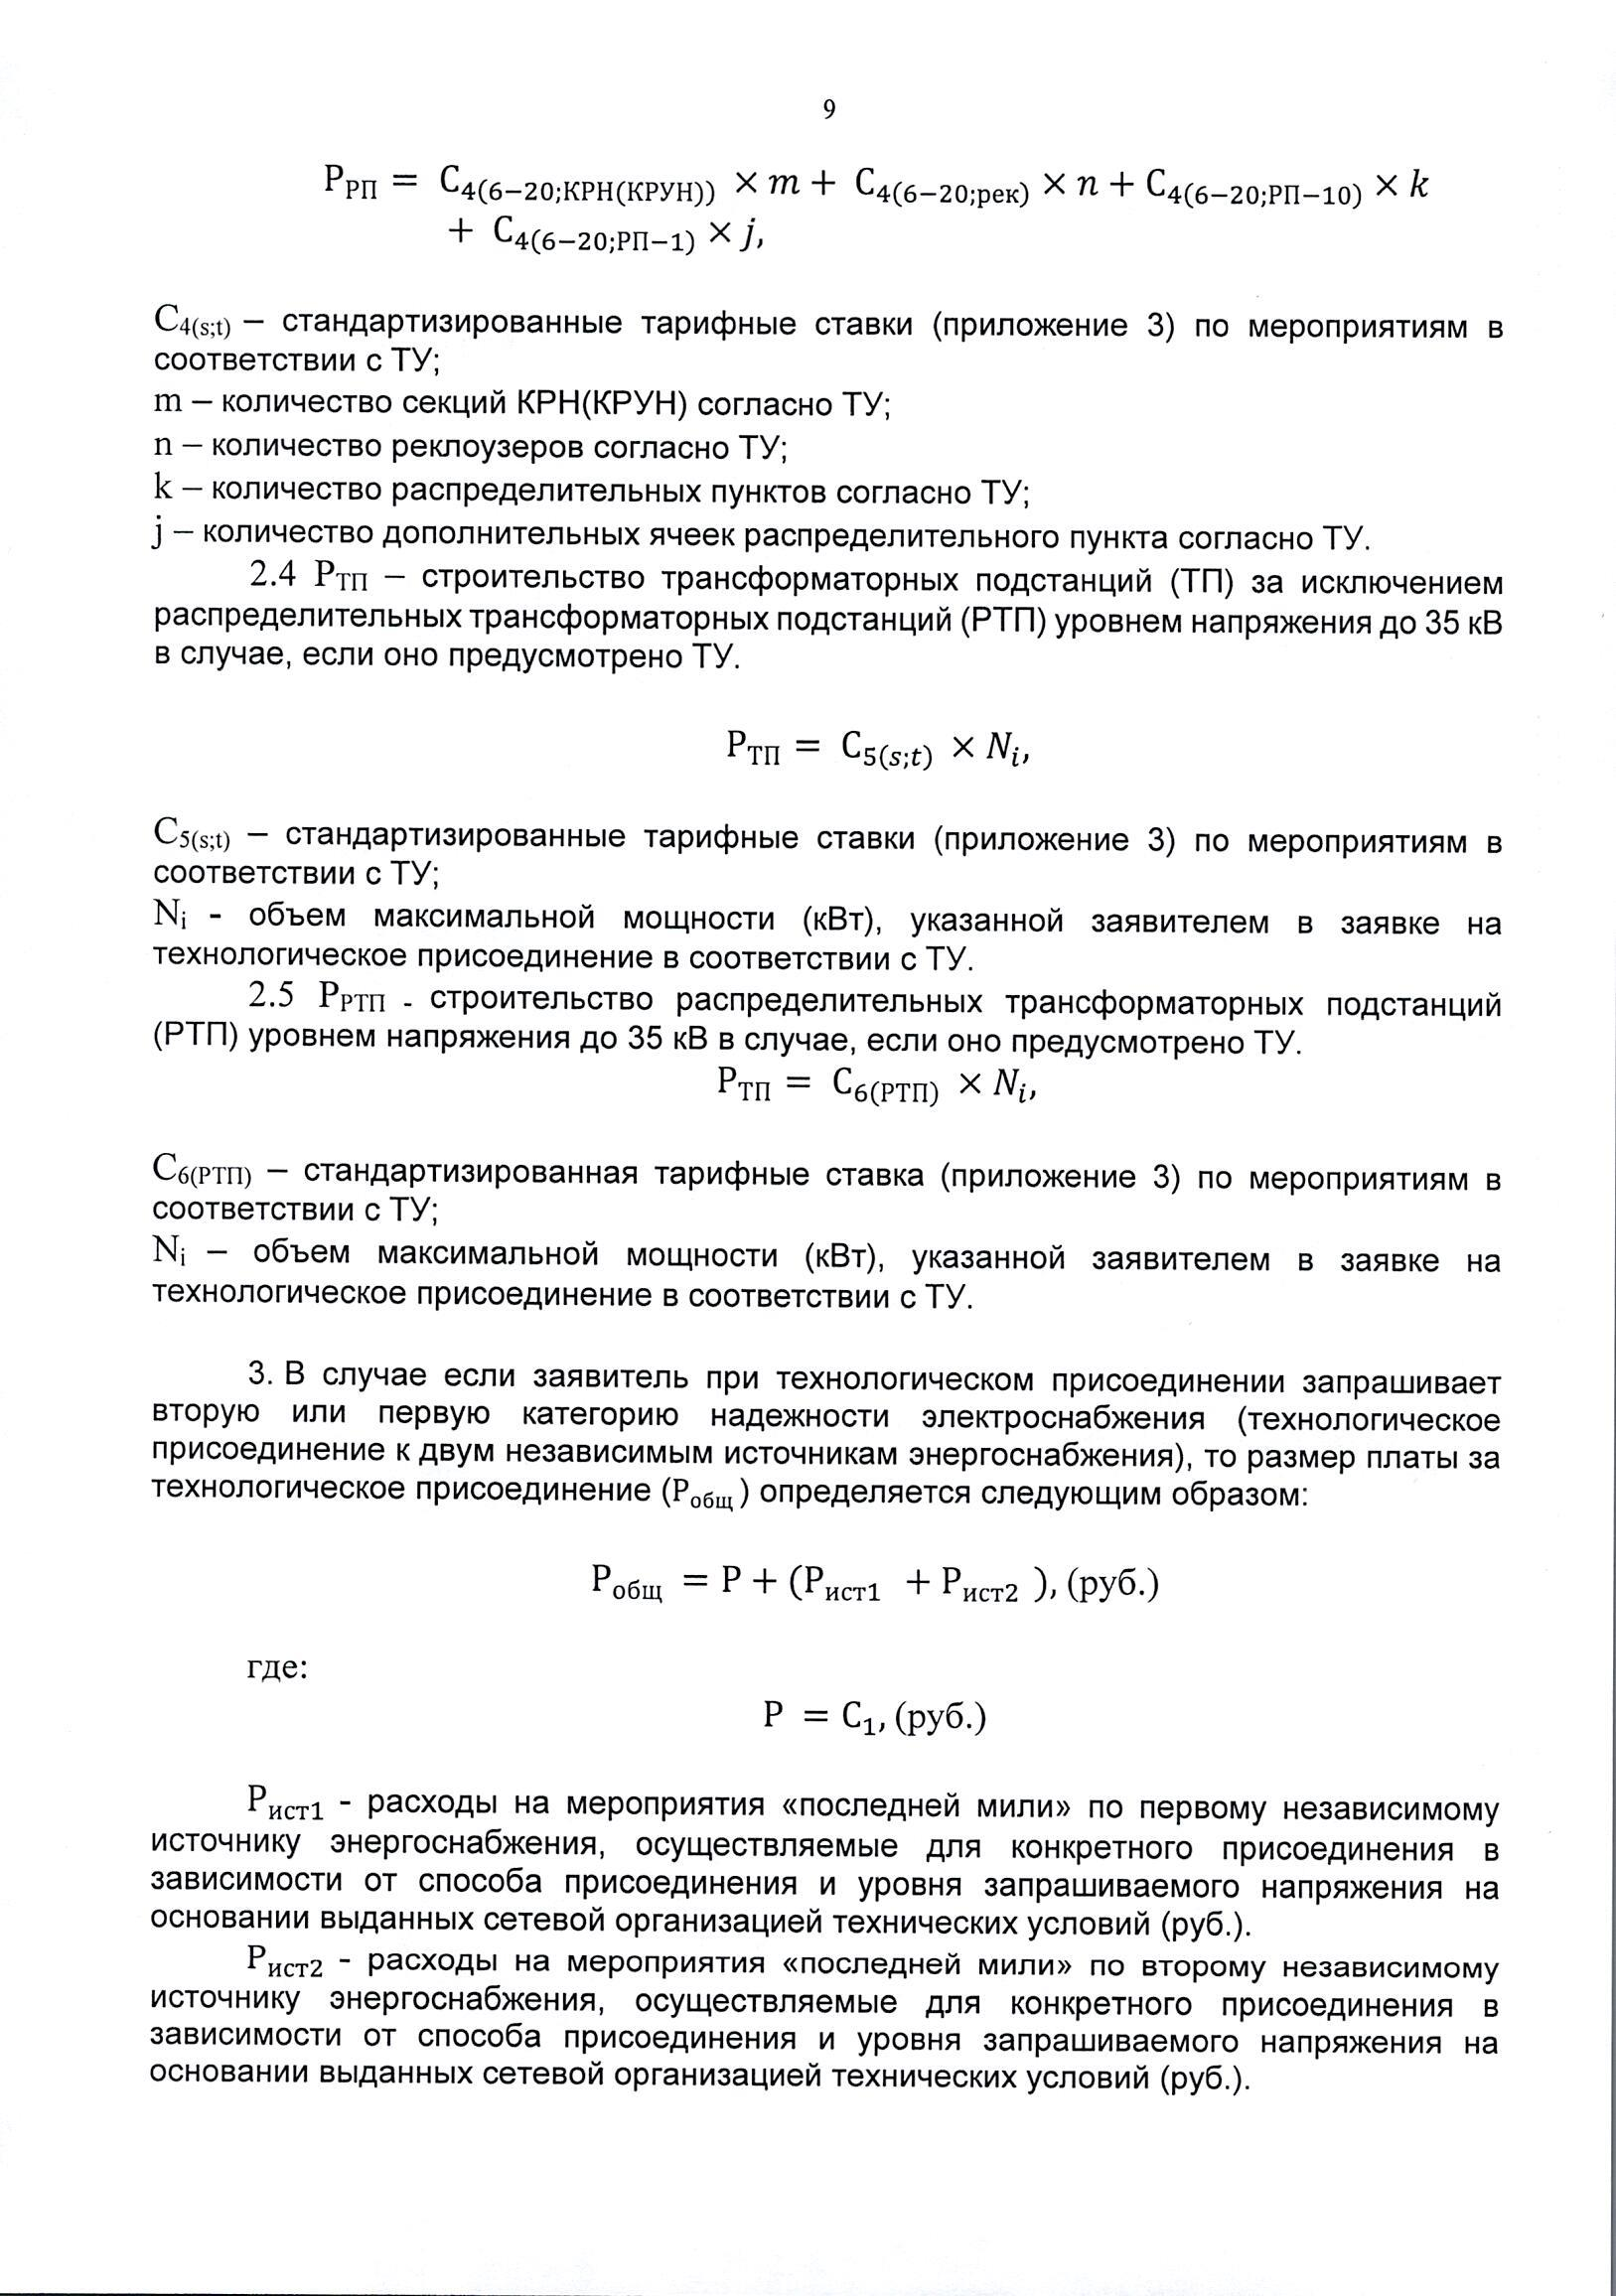 9
Р_РП = С_4(6−20;КРН(КРУН)) × m + С_4(6−20;рек) × n + С_4(6−20;РП−10) × k
+ С_4(6−20;РП−1) × j,
C_4(s;t) – стандартизированные тарифные ставки (приложение 3) по мероприятиям в
соответствии с ТУ;
m – количество секций КРН(КРУН) согласно ТУ;
n – количество реклоузеров согласно ТУ;
k – количество распределительных пунктов согласно ТУ;
j – количество дополнительных ячеек распределительного пункта согласно ТУ.
2.4 Р_ТП – строительство трансформаторных подстанций (ТП) за исключением
распределительных трансформаторных подстанций (РТП) уровнем напряжения до 35 кВ
в случае, если оно предусмотрено ТУ.
Р_ТП = С_5(s;t) × N_i,
C_5(s;t) – стандартизированные тарифные ставки (приложение 3) по мероприятиям в
соответствии с ТУ;
N_i - объем максимальной мощности (кВт), указанной заявителем в заявке на
технологическое присоединение в соответствии с ТУ.
2.5 Р_РТП - строительство распределительных трансформаторных подстанций
(РТП) уровнем напряжения до 35 кВ в случае, если оно предусмотрено ТУ.
Р_ТП = С_6(РТП) × N_i,
С_6(РТП) – стандартизированная тарифные ставка (приложение 3) по мероприятиям в
соответствии с ТУ;
N_i – объем максимальной мощности (кВт), указанной заявителем в заявке на
технологическое присоединение в соответствии с ТУ.
3. В случае если заявитель при технологическом присоединении запрашивает
вторую или первую категорию надежности электроснабжения (технологическое
присоединение к двум независимым источникам энергоснабжения), то размер платы за
технологическое присоединение (Р_общ ) определяется следующим образом:
Р_общ = Р + (Р_ист1 + Р_ист2 ), (руб.)
где:
Р = С_1, (руб.)
Р_ист1 - расходы на мероприятия «последней мили» по первому независимому
источнику энергоснабжения, осуществляемые для конкретного присоединения в
зависимости от способа присоединения и уровня запрашиваемого напряжения на
основании выданных сетевой организацией технических условий (руб.).
Р_ист2 - расходы на мероприятия «последней мили» по второму независимому
источнику энергоснабжения, осуществляемые для конкретного присоединения в
зависимости от способа присоединения и уровня запрашиваемого напряжения на
основании выданных сетевой организацией технических условий (руб.).